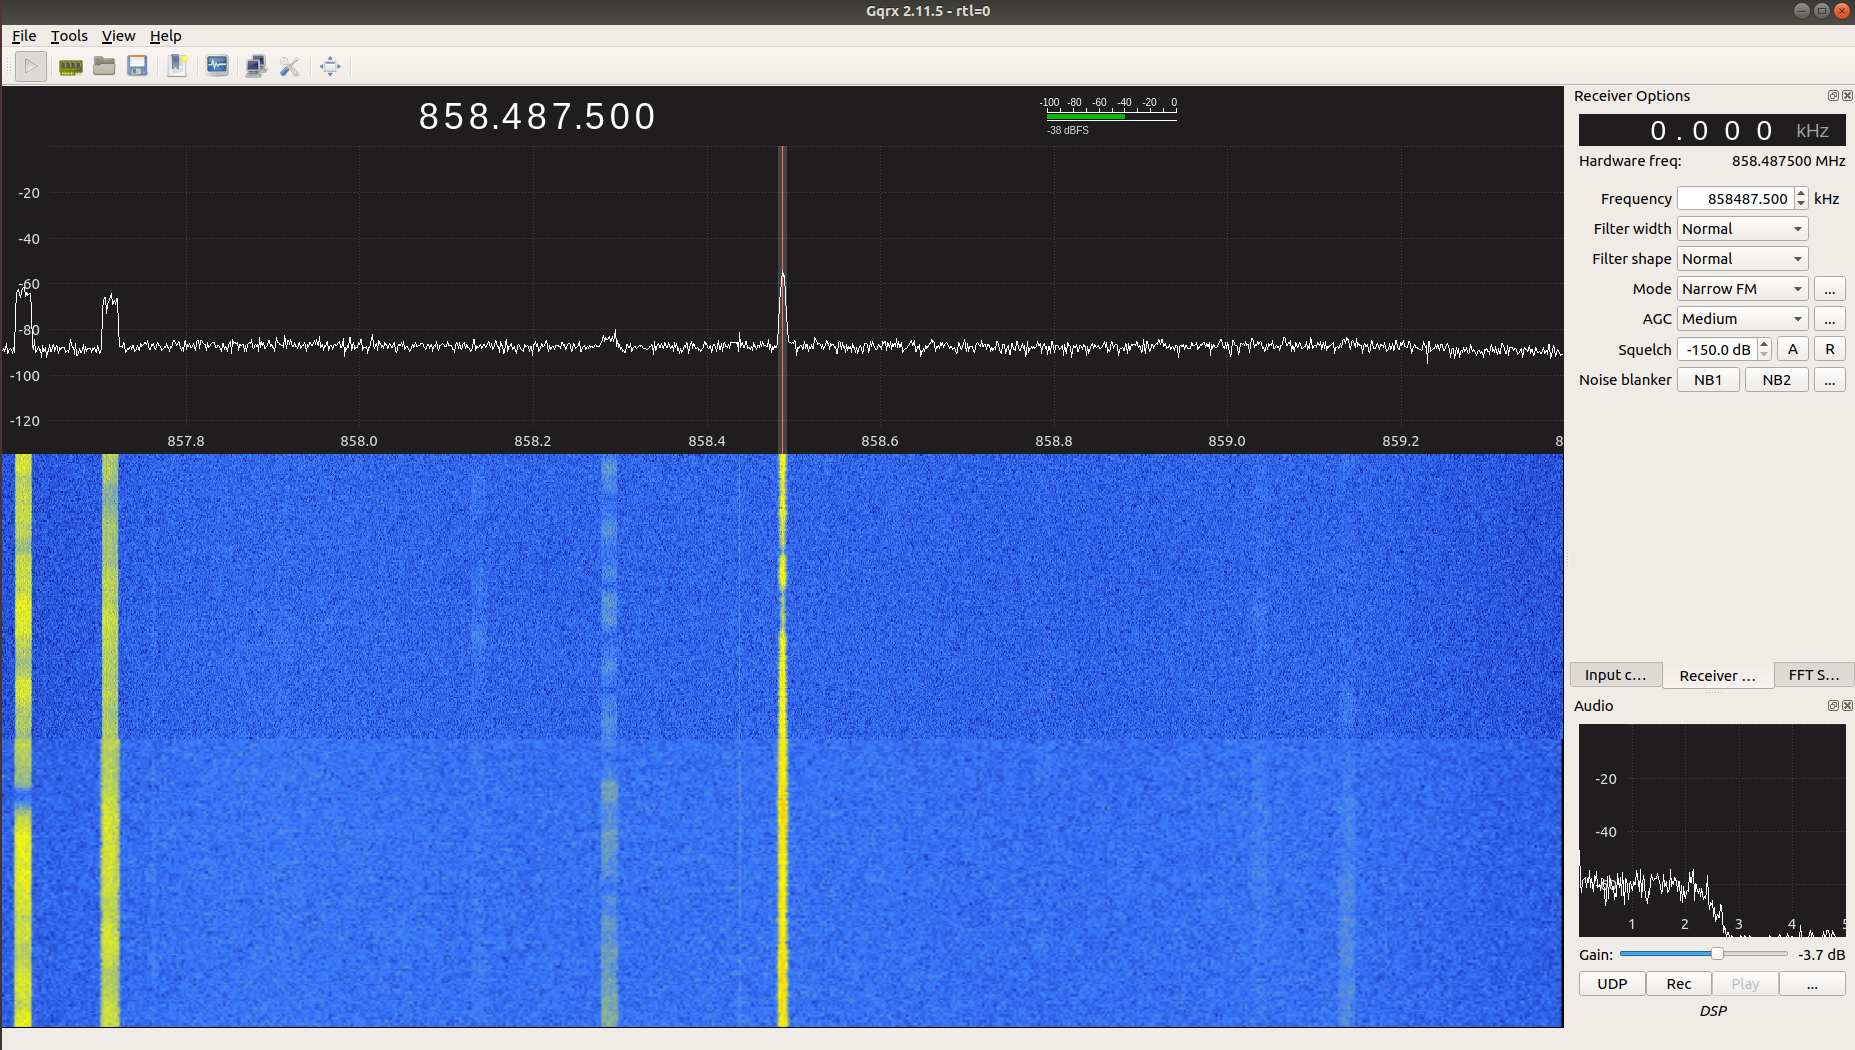 Gqrx 2.11.5 - rtl=0
File Tools View Help
858.487.500
-100 -80 -60 -40 -20 0
-38 dBFS
-20
-40
-60
-80
-100
-120
857.8 858.0 858.2 858.4 858.6 858.8 859.0 859.2 8
Receiver Options
0.000 kHz
Hardware freq: 858.487500 MHz
Frequency 858487.500 kHz
Filter width Normal
Filter shape Normal
Mode Narrow FM ...
AGC Medium ...
Squelch -150.0 dB A R
Noise blanker NB1 NB2 ...
Input c... Receiver ... FFT S...
Audio
-20
-40
1 2 3 4 5
Gain: -3.7 dB
UDP Rec Play ...
DSP